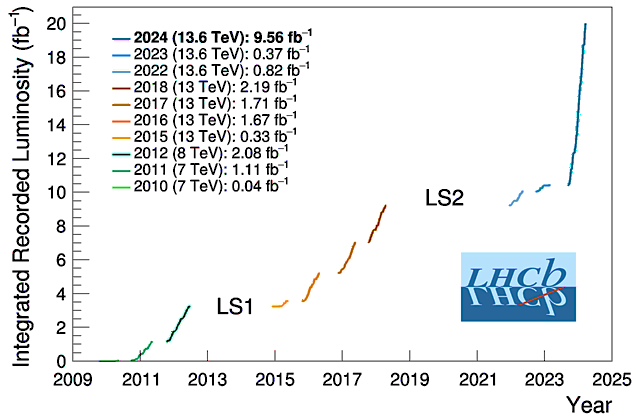 Integrated Recorded Luminosity (fb⁻¹)
20
18
16
14
12
10
8
6
4
2
0
2024 (13.6 TeV): 9.56 fb⁻¹
2023 (13.6 TeV): 0.37 fb⁻¹
2022 (13.6 TeV): 0.82 fb⁻¹
2018 (13 TeV): 2.19 fb⁻¹
2017 (13 TeV): 1.71 fb⁻¹
2016 (13 TeV): 1.67 fb⁻¹
2015 (13 TeV): 0.33 fb⁻¹
2012 (8 TeV): 2.08 fb⁻¹
2011 (7 TeV): 1.11 fb⁻¹
2010 (7 TeV): 0.04 fb⁻¹
LS2
LHCb
LHCb
LS1
2009 2011 2013 2015 2017 2019 2021 2023 2025
Year